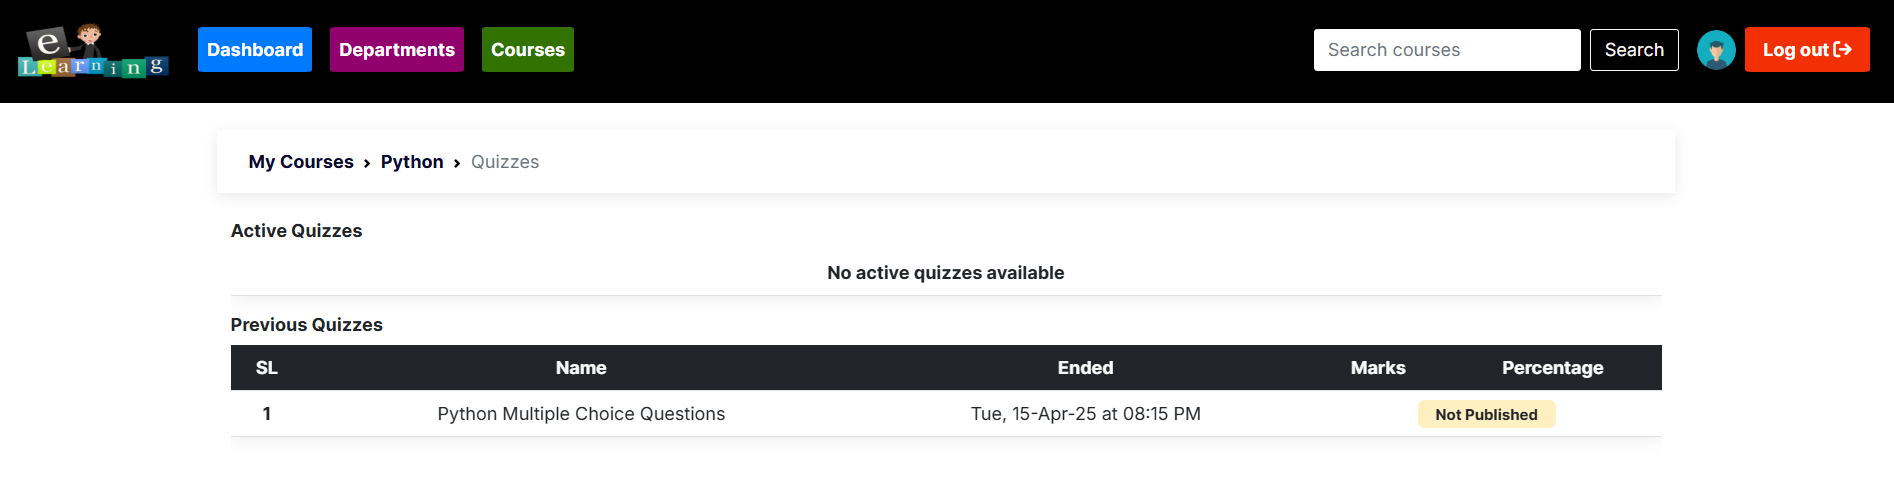 e
Learning
Dashboard
Departments
Courses
Search courses
Search
Log out
My Courses › Python › Quizzes
Active Quizzes
No active quizzes available
Previous Quizzes
SL Name Ended Marks Percentage
1 Python Multiple Choice Questions Tue, 15-Apr-25 at 08:15 PM Not Published